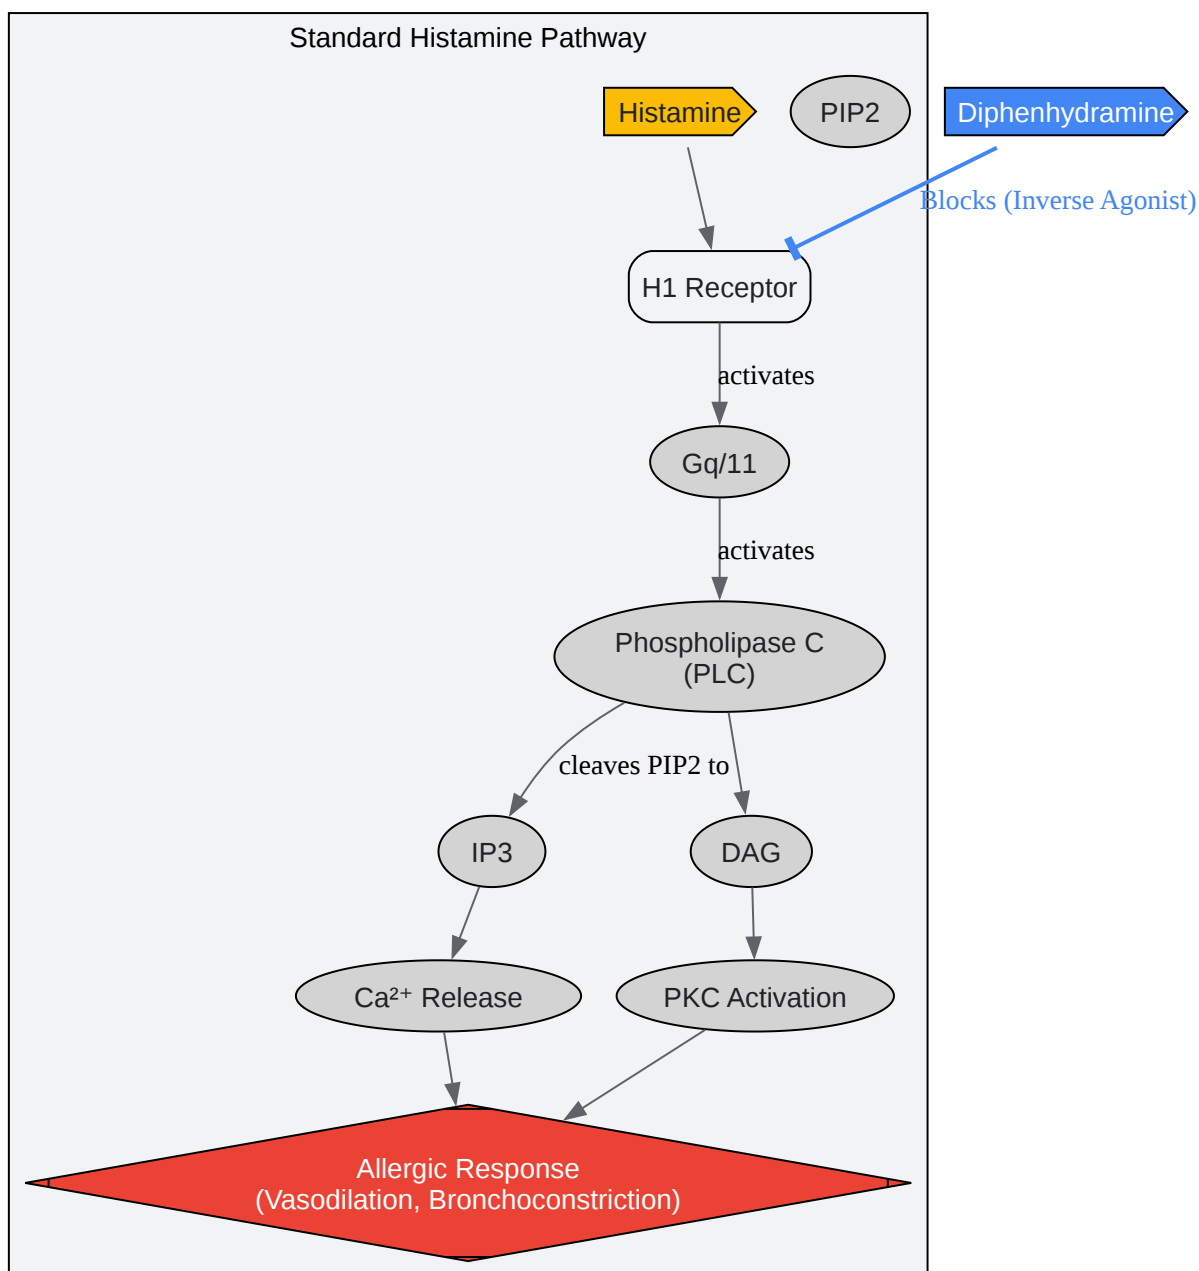 Standard Histamine Pathway
Histamine
PIP2
Diphenhydramine
Blocks (Inverse Agonist)
H1 Receptor
activates
Gq/11
activates
Phospholipase C
(PLC)
cleaves PIP2 to
IP3
DAG
Ca²⁺ Release
PKC Activation
Allergic Response
(Vasodilation, Bronchoconstriction)